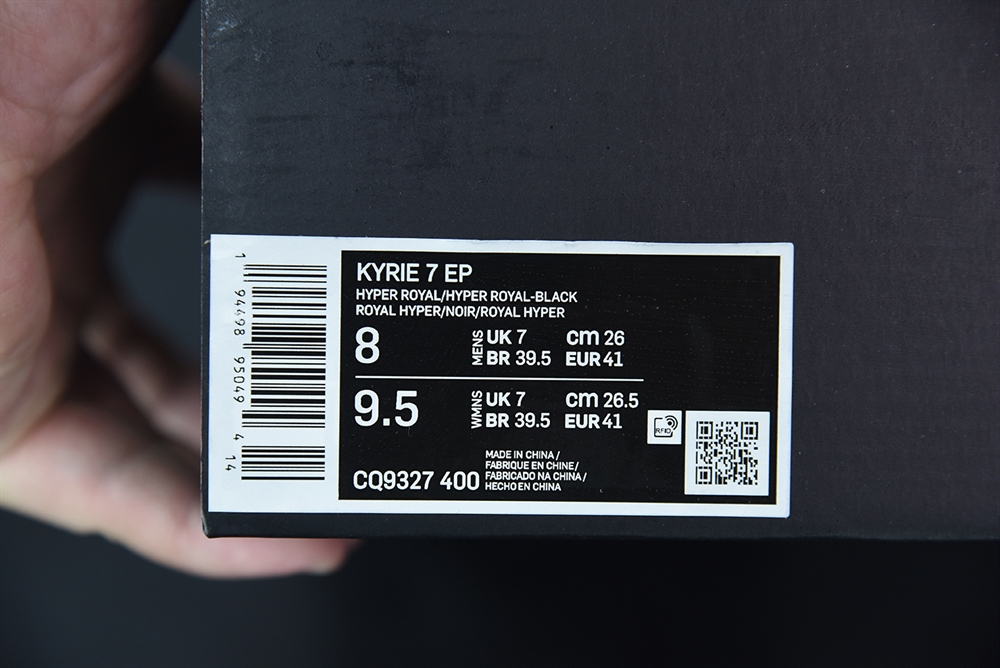 1 94498 95049 4 14
KYRIE 7 EP
HYPER ROYAL/HYPER ROYAL-BLACK
ROYAL HYPER/NOIR/ROYAL HYPER
8 MENS UK 7 cm 26
BR 39.5 EUR 41
9.5 WMNS UK 7 cm 26.5
BR 39.5 EUR 41
RFID
MADE IN CHINA /
FABRIQUE EN CHINE/
CQ9327 400 FABRICADO NA CHINA /
HECHO EN CHINA